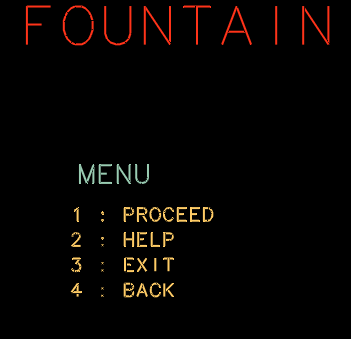 FOUNTAIN
MENU
1 : PROCEED
2 : HELP
3 : EXIT
4 : BACK